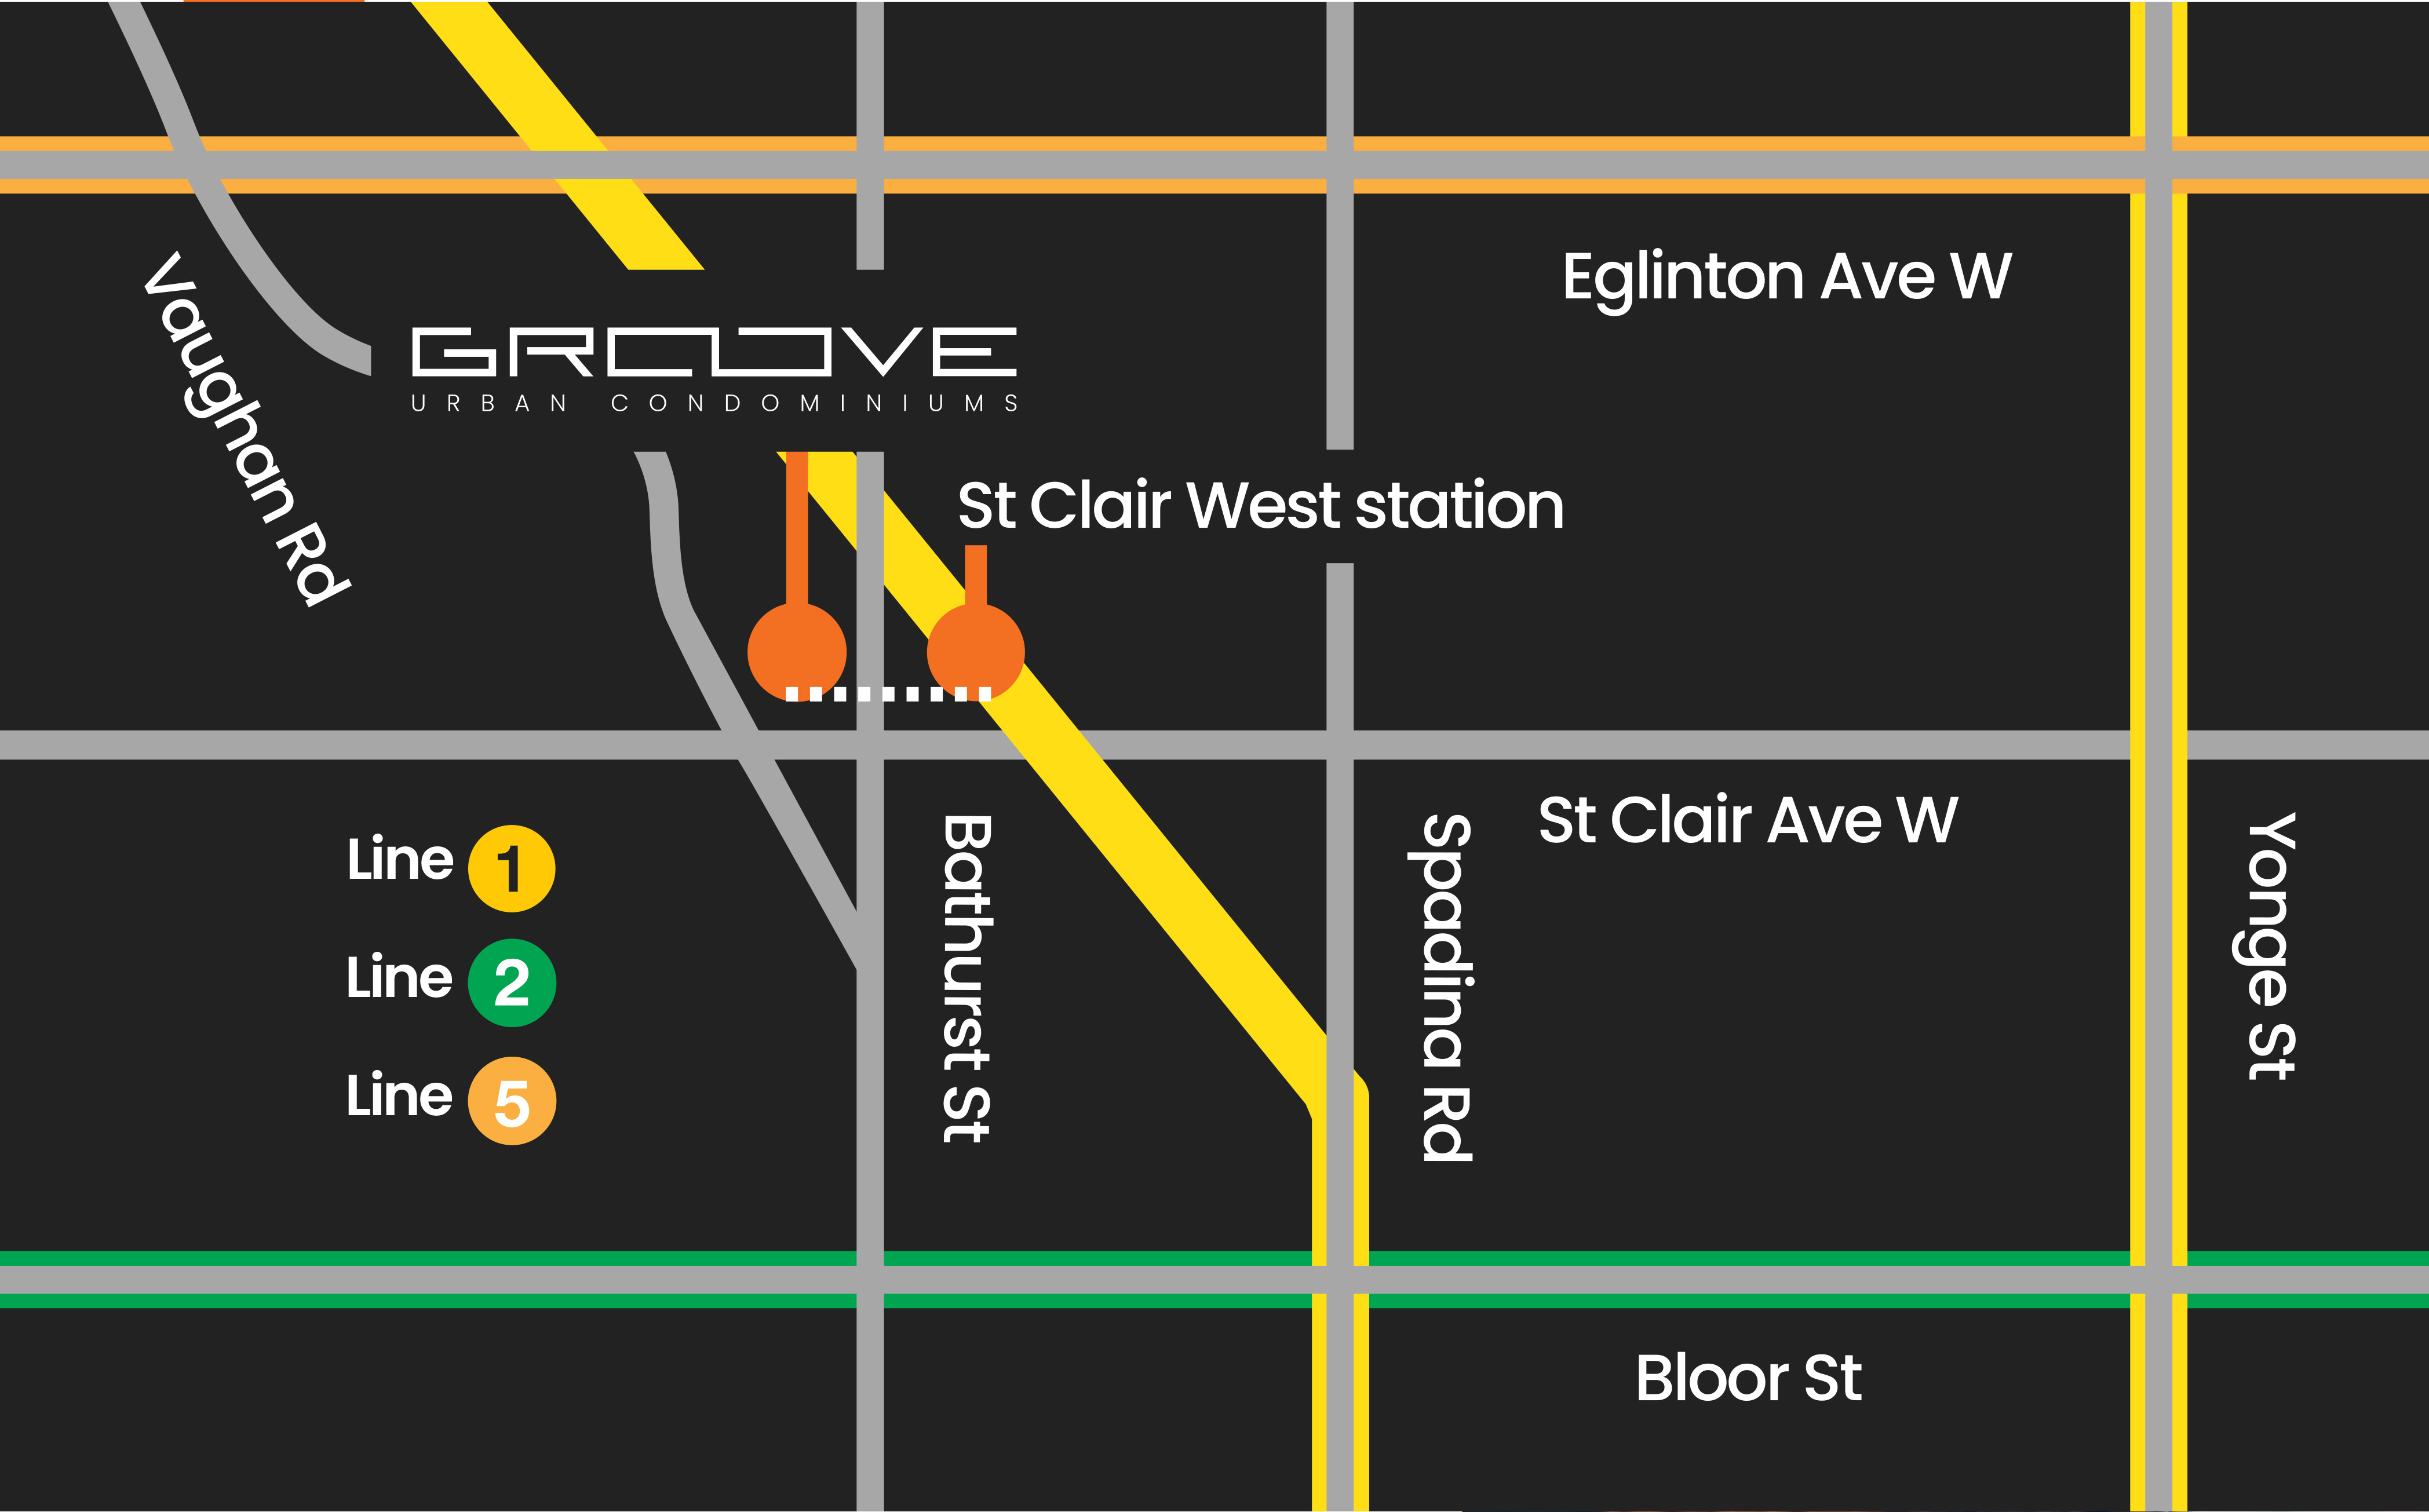 Eglinton Ave W
Vaughan Rd
GROOVE
URBAN CONDOMINIUMS
St Clair West station
St Clair Ave W
Bathurst St
Spadina Rd
Yonge St
Line 1
Line 2
Line 5
Bloor St